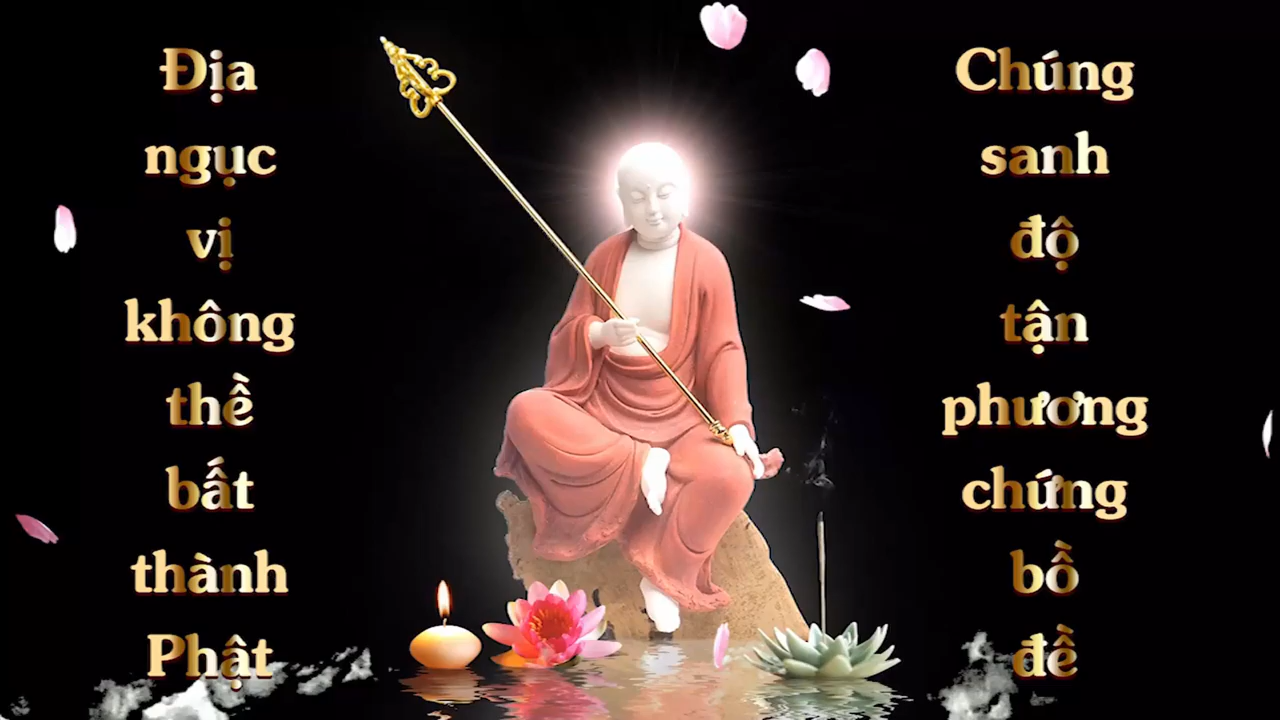 Địa
ngục
vị
không
thề
bất
thành
Phật
Chúng
sanh
độ
tận
phương
chứng
bồ
đề